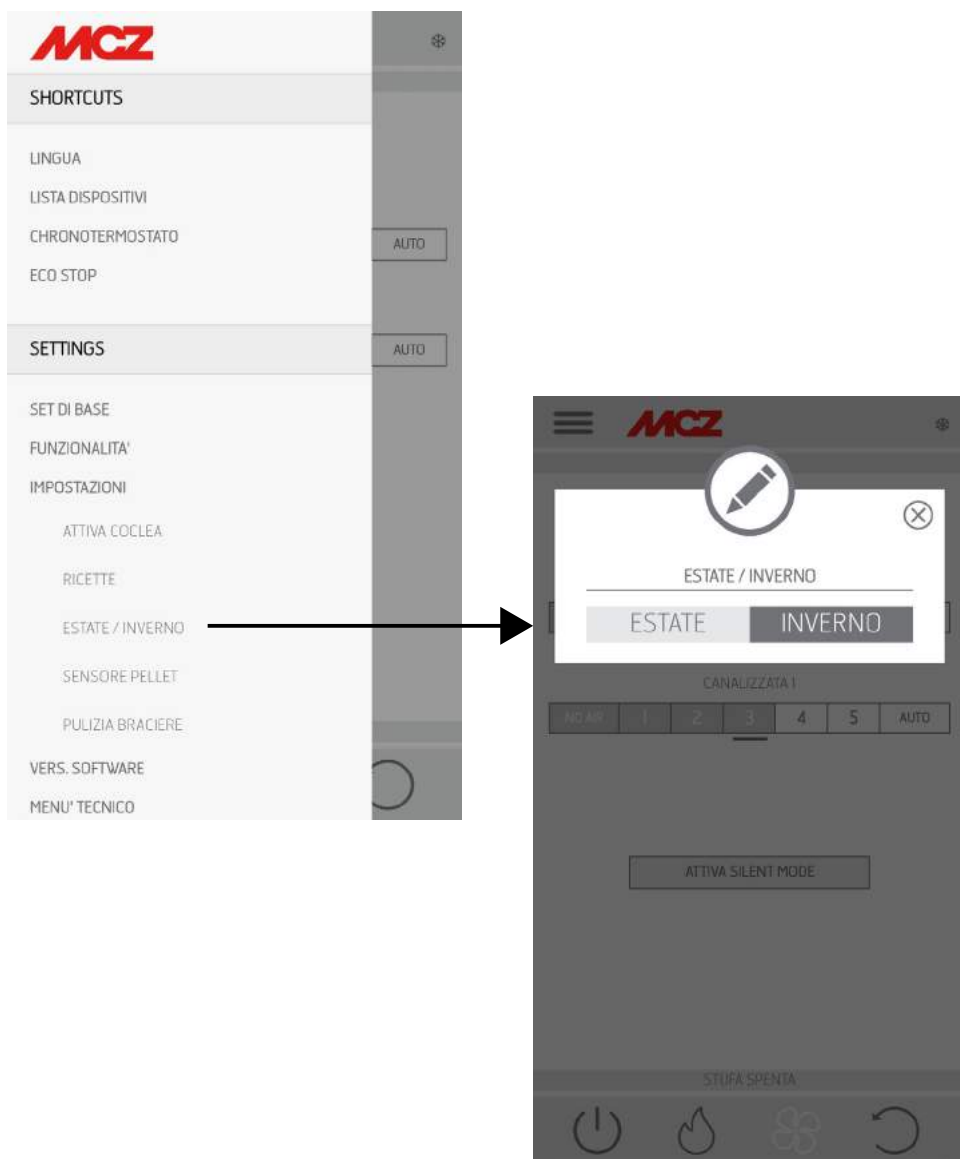 MCZ
SHORTCUTS
LINGUA
LISTA DISPOSITIVI
CHRONOTERMOSTATO
AUTO
ECO STOP
SETTINGS
AUTO
SET DI BASE
FUNZIONALITA'
IMPOSTAZIONI
ATTIVA COCLEA
RICETTE
ESTATE / INVERNO
SENSORE PELLET
PULIZIA BRACIERE
VERS. SOFTWARE
MENU' TECNICO
MCZ
ESTATE / INVERNO
ESTATE INVERNO
CANALIZZATA 1
NO AIR 1 2 3 4 5 AUTO
ATTIVA SILENT MODE
STUFA SPENTA